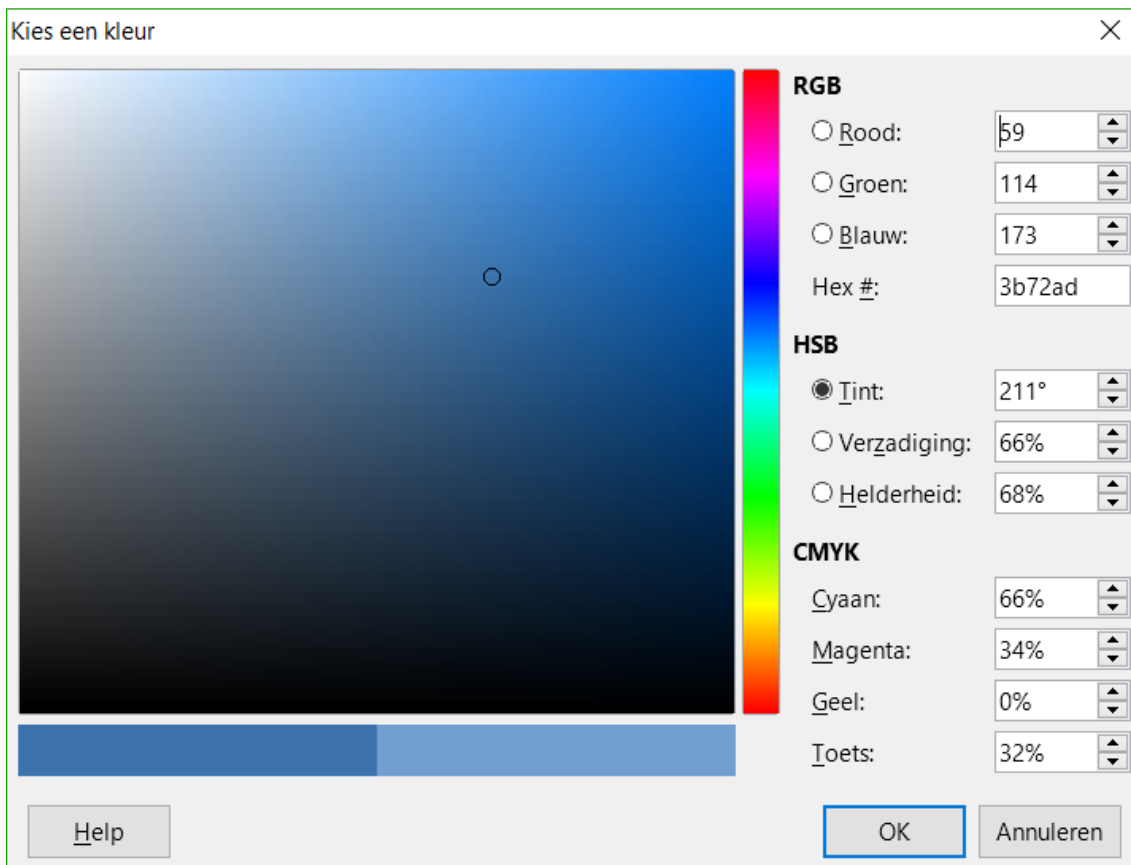 Kies een kleur
RGB
Rood: 59
Groen: 114
Blauw: 173
Hex #: 3b72ad
HSB
Tint: 211°
Verzadiging: 66%
Helderheid: 68%
CMYK
Cyaan: 66%
Magenta: 34%
Geel: 0%
Toets: 32%
Help OK Annuleren